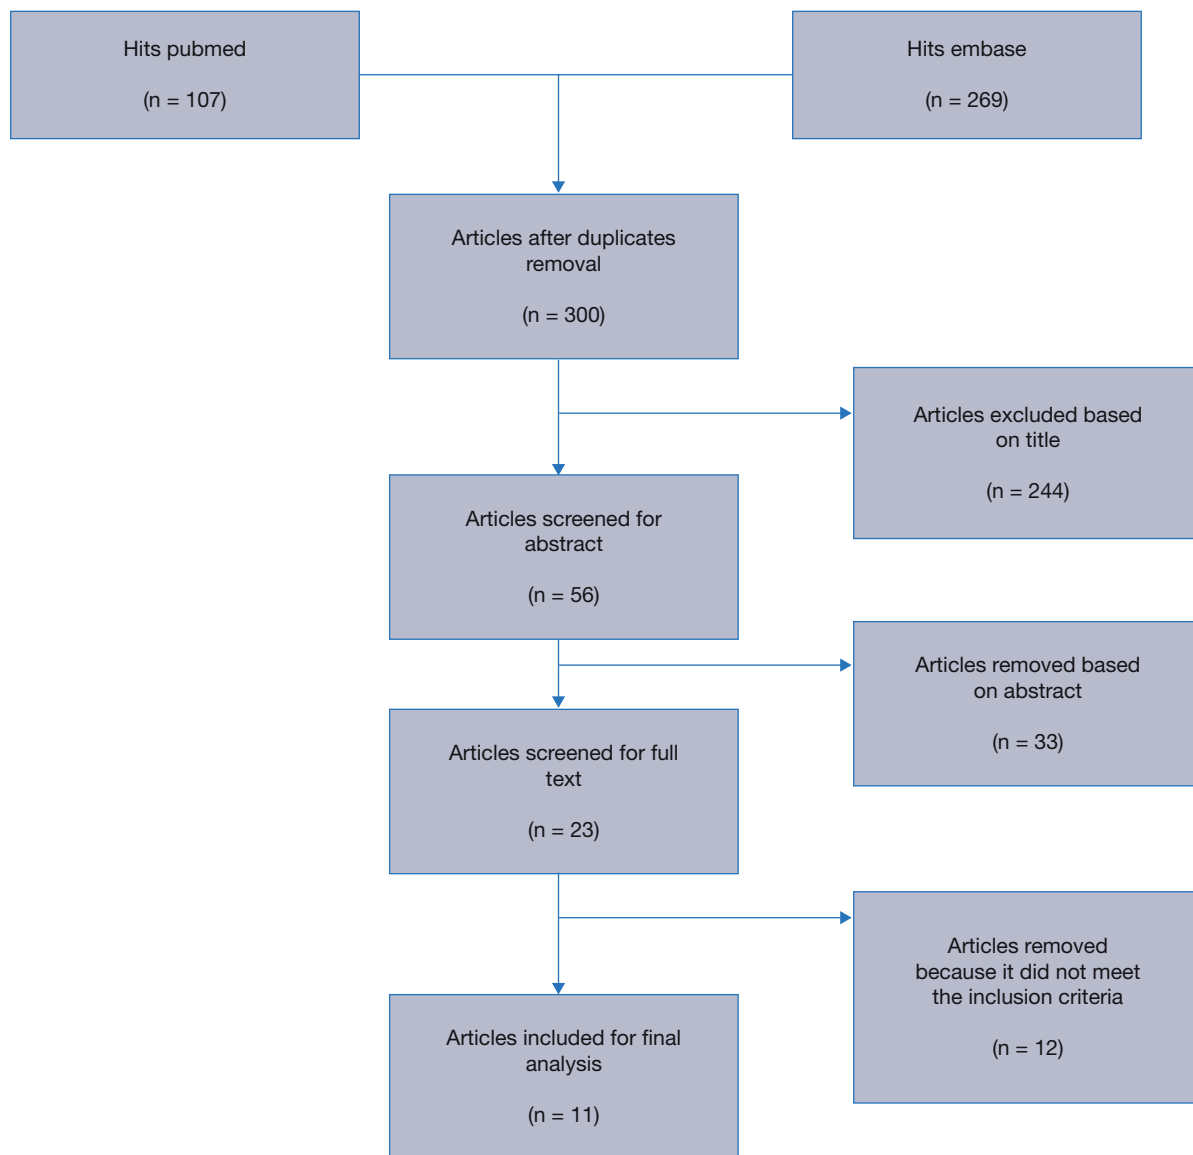 Hits pubmed
(n = 107)
Hits embase
(n = 269)
Articles after duplicates
removal
(n = 300)
Articles excluded based
on title
(n = 244)
Articles screened for
abstract
(n = 56)
Articles removed based
on abstract
(n = 33)
Articles screened for full
text
(n = 23)
Articles removed
because it did not meet
the inclusion criteria
(n = 12)
Articles included for final
analysis
(n = 11)